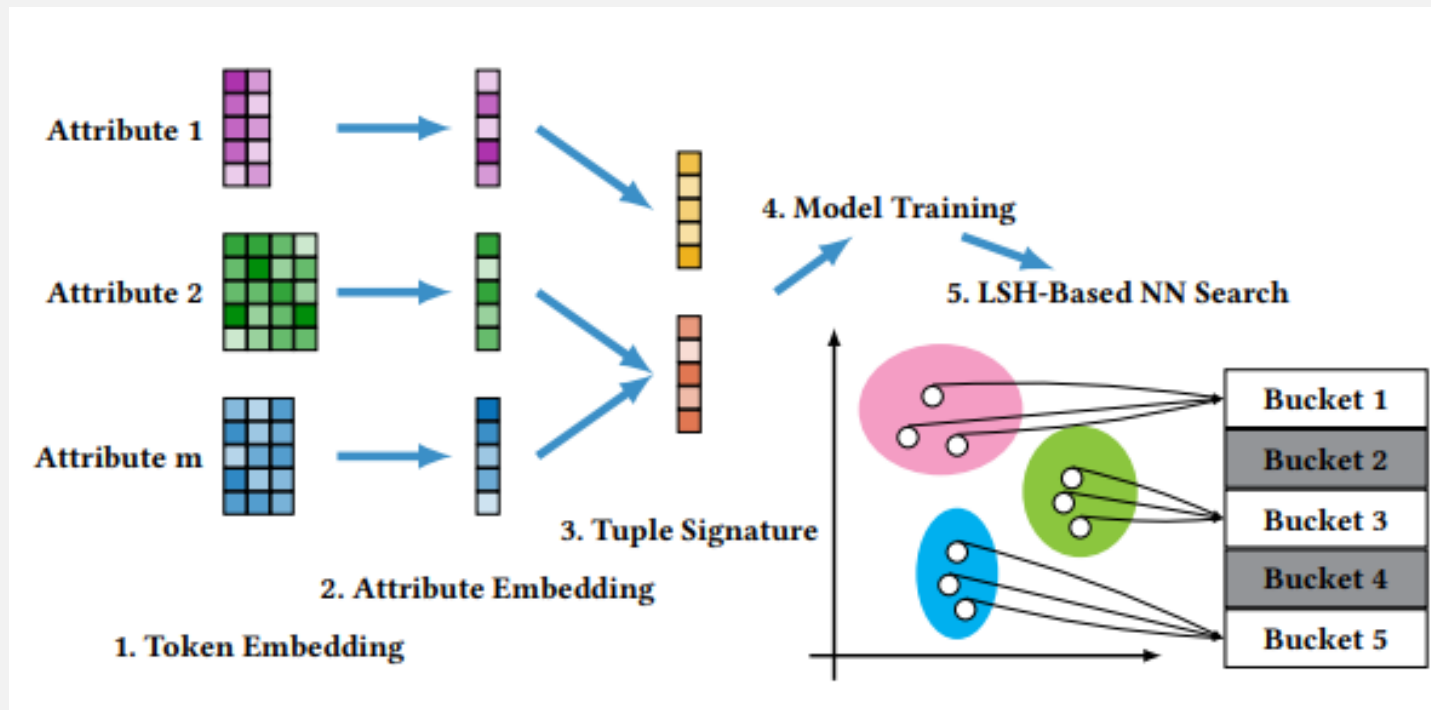 Attribute 1
Attribute 2
Attribute m
1. Token Embedding
2. Attribute Embedding
3. Tuple Signature
4. Model Training
5. LSH-Based NN Search
Bucket 1
Bucket 2
Bucket 3
Bucket 4
Bucket 5